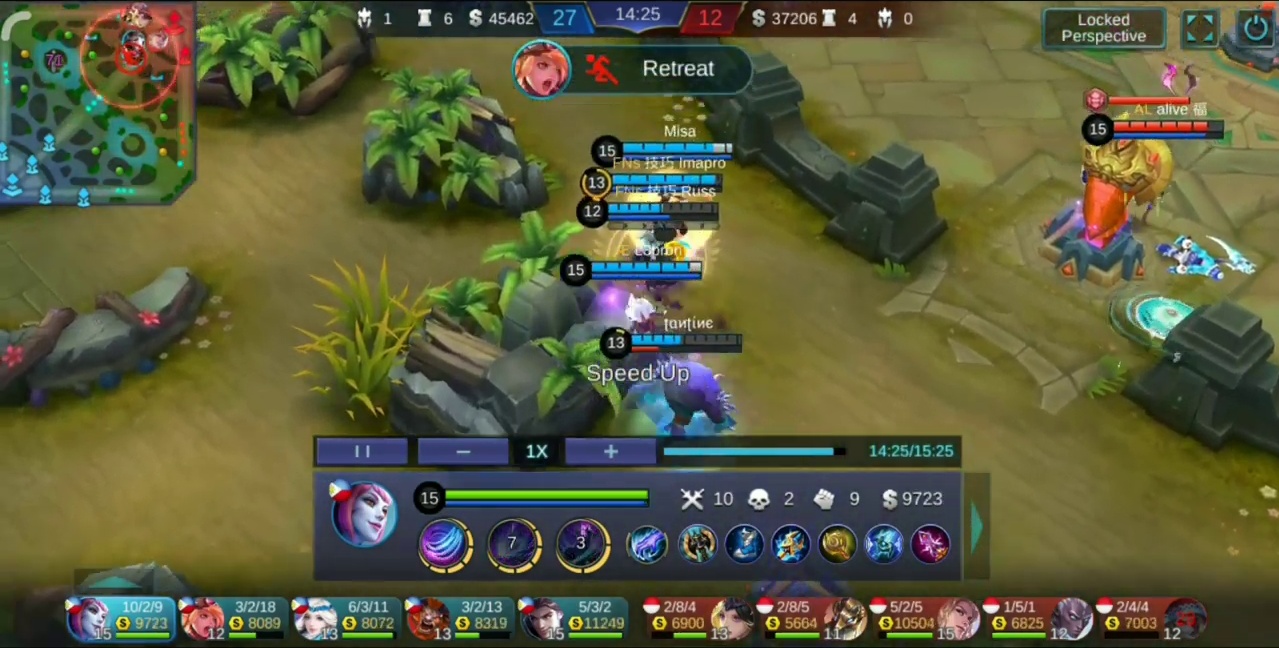 1 6 45462 27 14:25 12 37206 4 0
Locked
Perspective
Retreat
74
AL alive 福
15
Misa
15
FNs 技巧 Imapro
13
FNs 技巧 Russ
12
15
13
Speed Up
1X
14:25/15:25
15 10 2 9 $9723
7 3
10/2/9 3/2/18 6/3/11 3/2/13 5/3/2 2/8/4 2/8/5 5/2/5 1/5/1 2/4/4
9723 8089 8072 8319 11249 6900 5664 10504 6825 7003
15 12 13 13 15 13 11 15 12 12